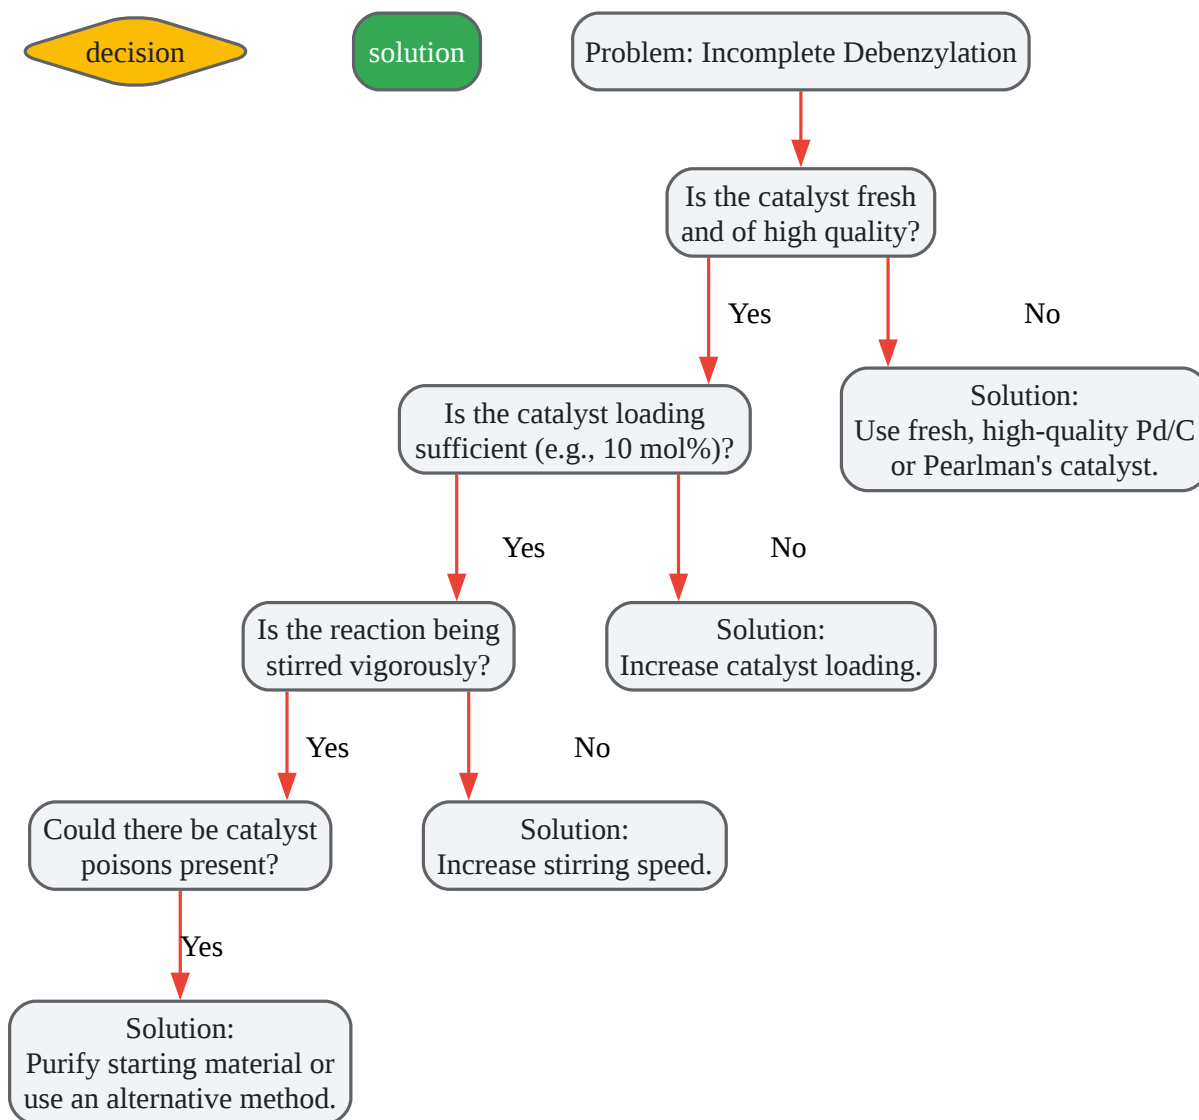 decision
solution
Problem: Incomplete Debenzylation
Is the catalyst fresh
and of high quality?
Yes
No
Solution:
Use fresh, high-quality Pd/C
or Pearlman's catalyst.
Is the catalyst loading
sufficient (e.g., 10 mol%)?
Yes
No
Solution:
Increase catalyst loading.
Is the reaction being
stirred vigorously?
Yes
No
Solution:
Increase stirring speed.
Could there be catalyst
poisons present?
Yes
Solution:
Purify starting material or
use an alternative method.